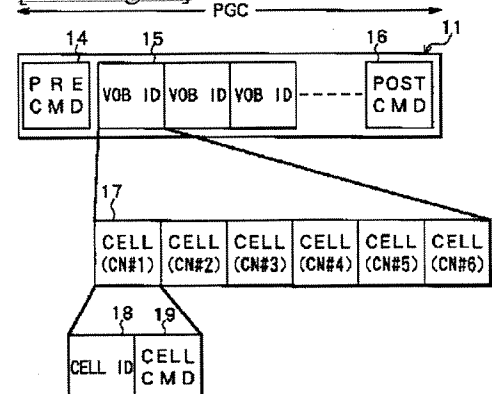 PGC
14
15
16
11
PRE CMD
VOB ID
VOB ID
VOB ID
POST CMD
17
CELL (CN#1)
CELL (CN#2)
CELL (CN#3)
CELL (CN#4)
CELL (CN#5)
CELL (CN#6)
18
19
CELL ID
CELL CMD